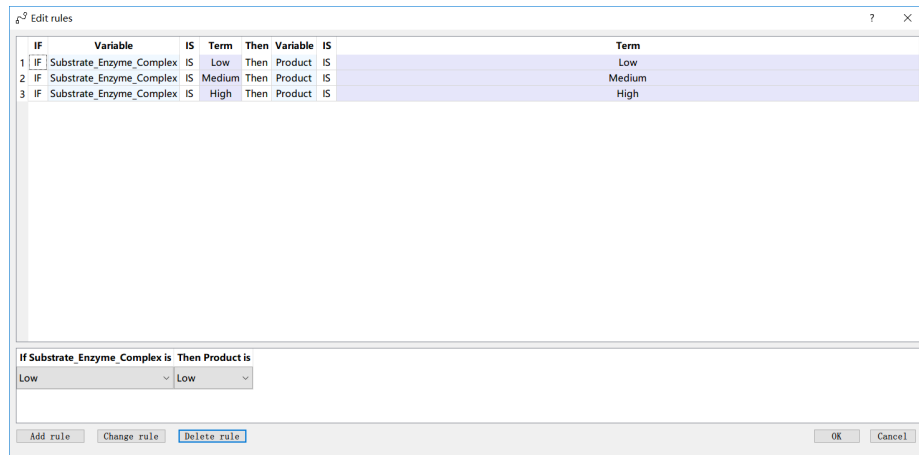 Edit rules ? ×
IF Variable IS Term Then Variable IS Term
1 IF Substrate_Enzyme_Complex IS Low Then Product IS Low
2 IF Substrate_Enzyme_Complex IS Medium Then Product IS Medium
3 IF Substrate_Enzyme_Complex IS High Then Product IS High
If Substrate_Enzyme_Complex is Then Product is
Low Low
Add rule Change rule Delete rule OK Cancel